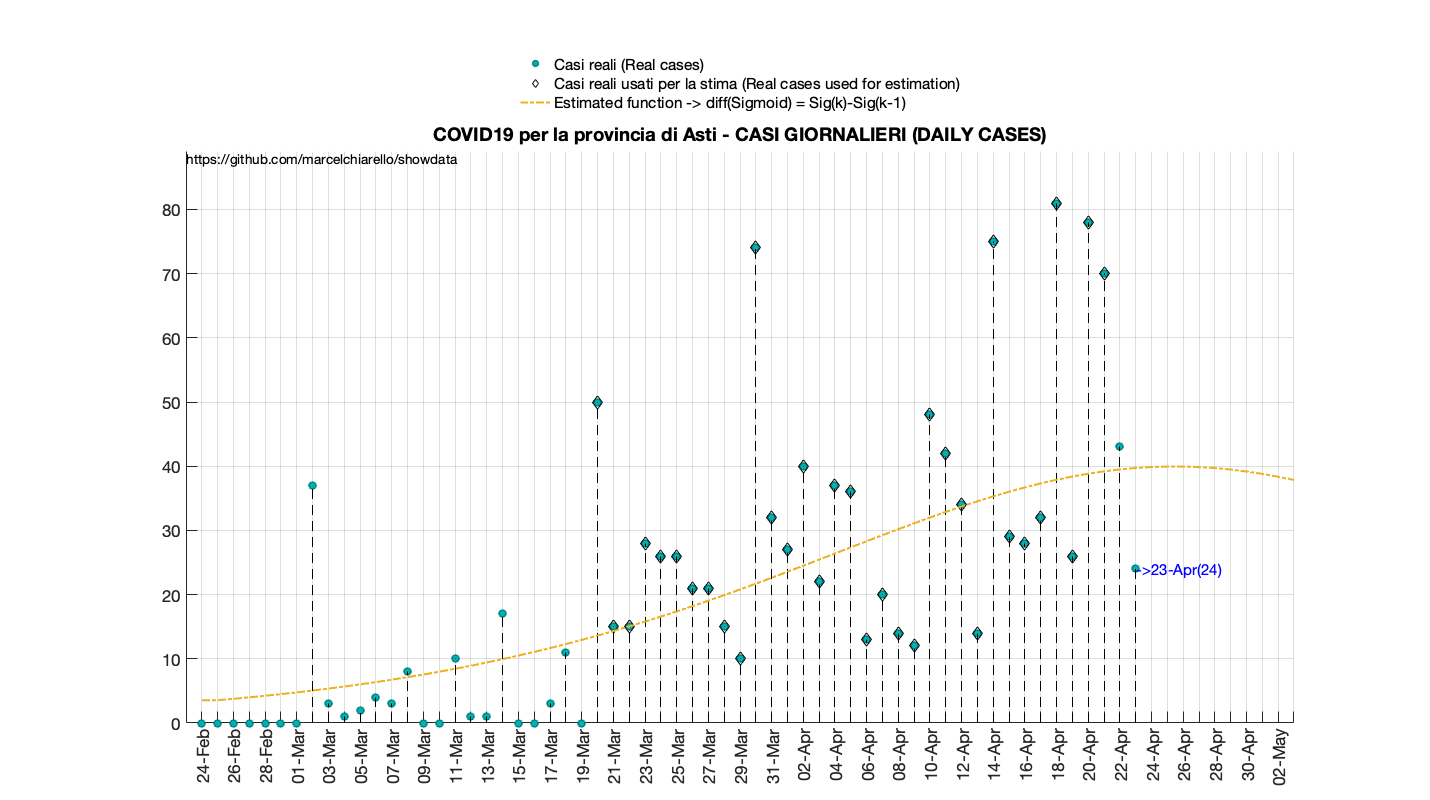 Casi reali (Real cases)
Casi reali usati per la stima (Real cases used for estimation)
Estimated function -> diff(Sigmoid) = Sig(k)-Sig(k-1)
COVID19 per la provincia di Asti - CASI GIORNALIERI (DAILY CASES)
https://github.com/marcelchiarello/showdata
80
70
60
50
40
30
20
10
0
->23-Apr(24)
24-Feb
26-Feb
28-Feb
01-Mar
03-Mar
05-Mar
07-Mar
09-Mar
11-Mar
13-Mar
15-Mar
17-Mar
19-Mar
21-Mar
23-Mar
25-Mar
27-Mar
29-Mar
31-Mar
02-Apr
04-Apr
06-Apr
08-Apr
10-Apr
12-Apr
14-Apr
16-Apr
18-Apr
20-Apr
22-Apr
24-Apr
26-Apr
28-Apr
30-Apr
02-May